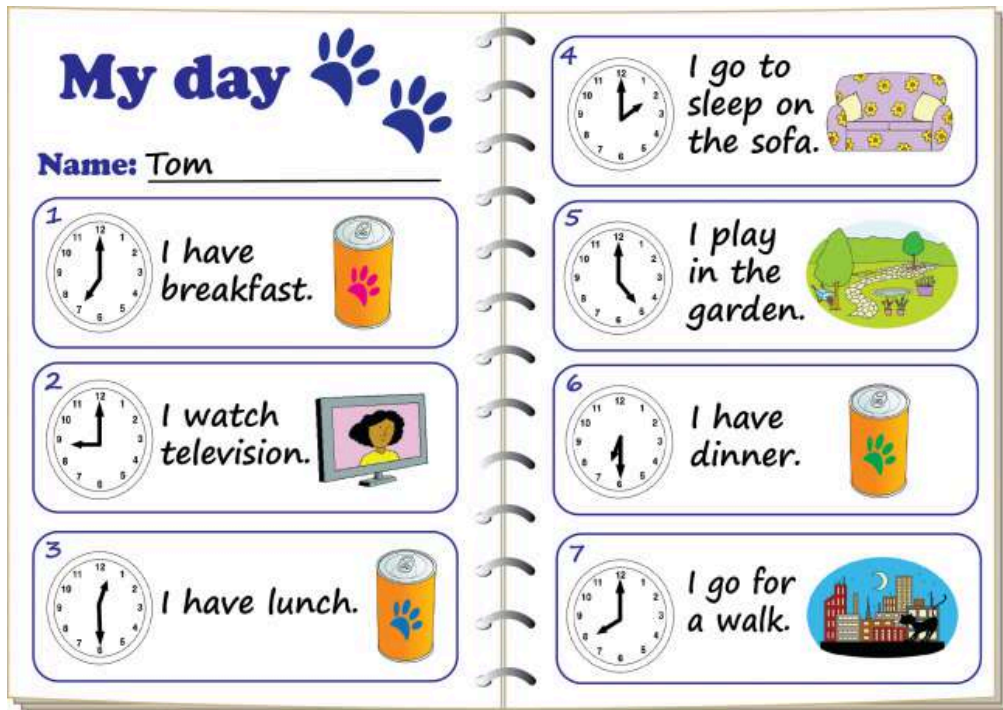 My day
Name: Tom
1
I have
breakfast.
2
I watch
television.
3
I have lunch.
4
I go to
sleep on
the sofa.
5
I play
in the
garden.
6
I have
dinner.
7
I go for
a walk.